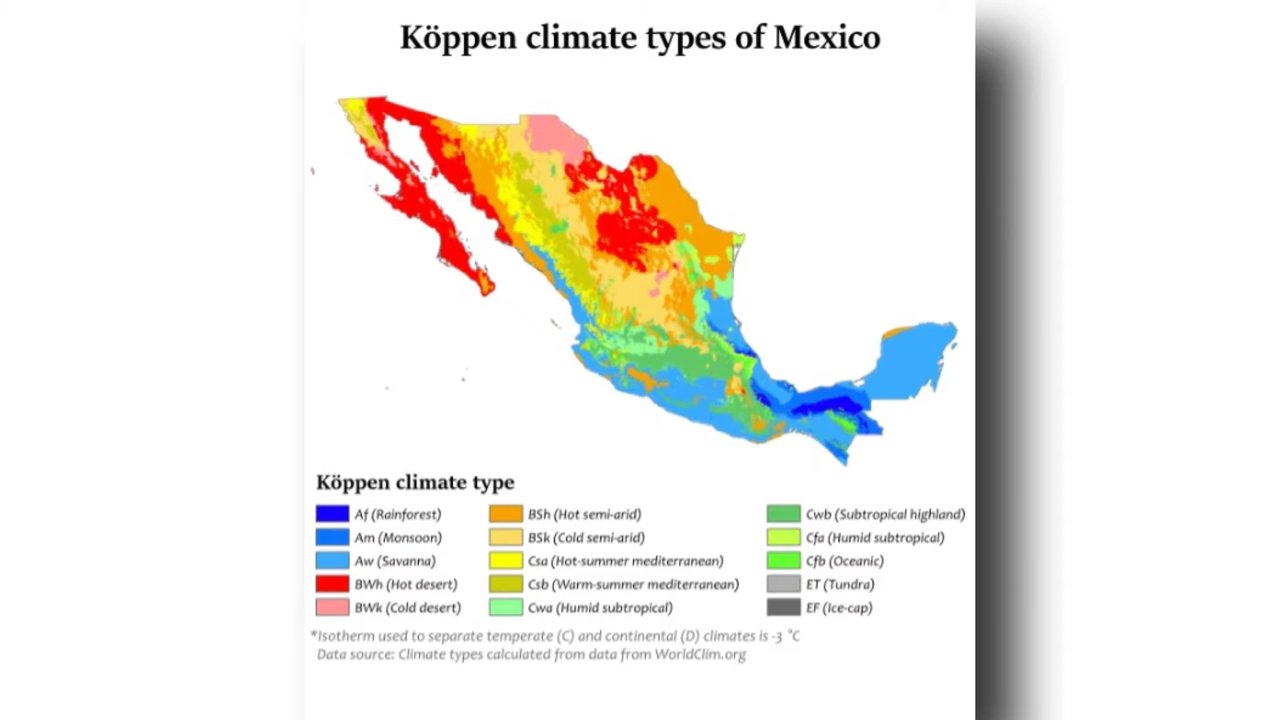 Köppen climate types of Mexico
Köppen climate type
Af (Rainforest)
Am (Monsoon)
Aw (Savanna)
BWh (Hot desert)
BWk (Cold desert)
BSh (Hot semi-arid)
BSk (Cold semi-arid)
Csa (Hot-summer mediterranean)
Csb (Warm-summer mediterranean)
Cwa (Humid subtropical)
Cwb (Subtropical highland)
Cfa (Humid subtropical)
Cfb (Oceanic)
ET (Tundra)
EF (Ice-cap)
*Isotherm used to separate temperate (C) and continental (D) climates is -3 °C
Data source: Climate types calculated from data from WorldClim.org